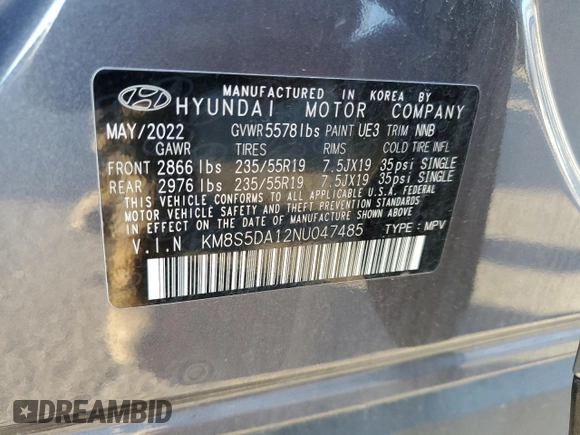 MANUFACTURED IN KOREA BY
HYUNDAI MOTOR COMPANY
MAY/2022 GVWR 5578lbs PAINT UE3 TRIM NNB
GAWR TIRES RIMS COLD TIRE INFL
FRONT 2866 lbs 235/55R19 7.5JX19 35psi SINGLE
REAR 2976 lbs 235/55R19 7.5JX19 35psi SINGLE
THIS VEHICLE CONFORMS TO ALL APPLICABLE U.S.A. FEDERAL
MOTOR VEHICLE SAFETY AND THEFT PREVENTION STANDARDS
IN EFFECT ON THE DATE OF MANUFACTURE SHOWN ABOVE.
V.I.N KM8S5DA12NU047485 TYPE : MPV
DREAMBID